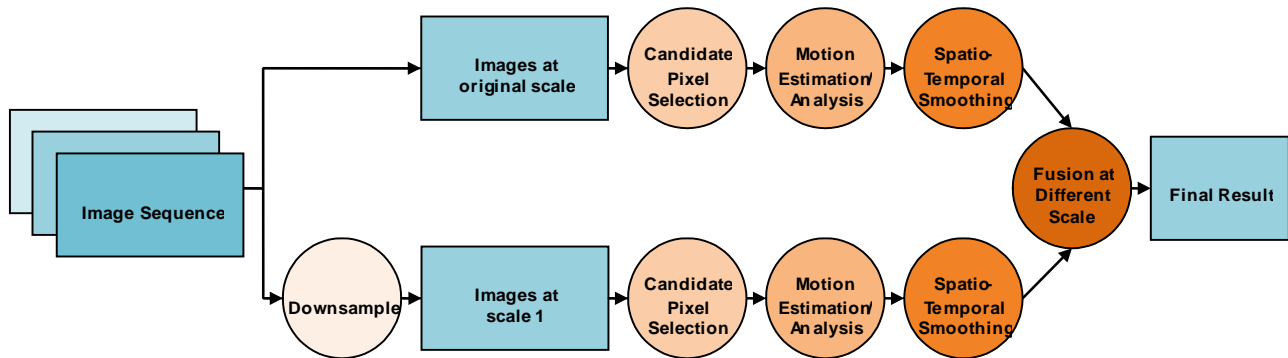 Image Sequence
Images at
original scale
Candidate
Pixel
Selection
Motion
Estimation/
Analysis
Spatio-
Temporal
Smoothing
Downsample
Images at
scale 1
Candidate
Pixel
Selection
Motion
Estimation/
Analysis
Spatio-
Temporal
Smoothing
Fusion at
Different
Scale
Final Result